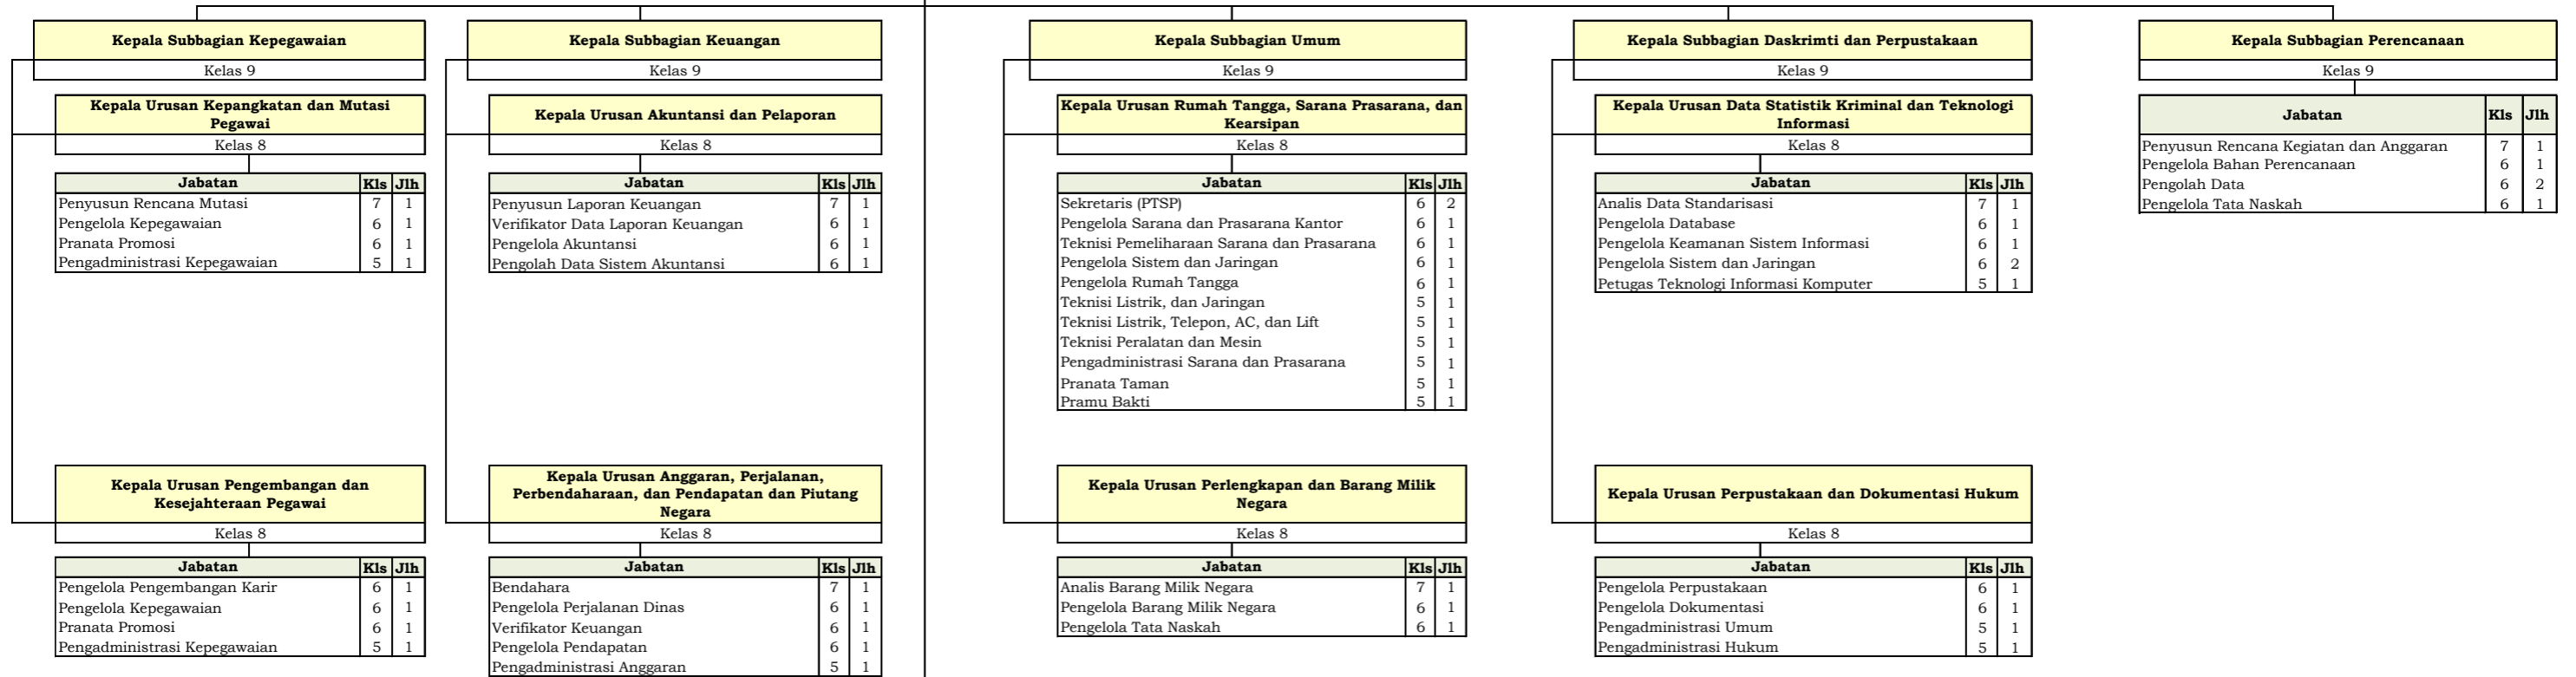 Kepala Subbagian Kepegawaian
Kelas 9
Kepala Urusan Kepangkatan dan Mutasi
Pegawai
Kelas 8
Jabatan Kls Jlh
Penyusun Rencana Mutasi 7 1
Pengelola Kepegawaian 6 1
Pranata Promosi 6 1
Pengadministrasi Kepegawaian 5 1
Kepala Urusan Pengembangan dan
Kesejahteraan Pegawai
Kelas 8
Jabatan Kls Jlh
Pengelola Pengembangan Karir 6 1
Pengelola Kepegawaian 6 1
Pranata Promosi 6 1
Pengadministrasi Kepegawaian 5 1
Kepala Subbagian Keuangan
Kelas 9
Kepala Urusan Akuntansi dan Pelaporan
Kelas 8
Jabatan Kls Jlh
Penyusun Laporan Keuangan 7 1
Verifikator Data Laporan Keuangan 6 1
Pengelola Akuntansi 6 1
Pengolah Data Sistem Akuntansi 6 1
Kepala Urusan Anggaran, Perjalanan,
Perbendaharaan, dan Pendapatan dan Piutang
Negara
Kelas 8
Jabatan Kls Jlh
Bendahara 7 1
Pengelola Perjalanan Dinas 6 1
Verifikator Keuangan 6 1
Pengelola Pendapatan 6 1
Pengadministrasi Anggaran 5 1
Kepala Subbagian Umum
Kelas 9
Kepala Urusan Rumah Tangga, Sarana Prasarana, dan
Kearsipan
Kelas 8
Jabatan Kls Jlh
Sekretaris (PTSP) 6 2
Pengelola Sarana dan Prasarana Kantor 6 1
Teknisi Pemeliharaan Sarana dan Prasarana 6 1
Pengelola Sistem dan Jaringan 6 1
Pengelola Rumah Tangga 6 1
Teknisi Listrik, dan Jaringan 5 1
Teknisi Listrik, Telepon, AC, dan Lift 5 1
Teknisi Peralatan dan Mesin 5 1
Pengadministrasi Sarana dan Prasarana 5 1
Pranata Taman 5 1
Pramu Bakti 5 1
Kepala Urusan Perlengkapan dan Barang Milik
Negara
Kelas 8
Jabatan Kls Jlh
Analis Barang Milik Negara 7 1
Pengelola Barang Milik Negara 6 1
Pengelola Tata Naskah 6 1
Kepala Subbagian Daskrimti dan Perpustakaan
Kelas 9
Kepala Urusan Data Statistik Kriminal dan Teknologi
Informasi
Kelas 8
Jabatan Kls Jlh
Analis Data Standarisasi 7 1
Pengelola Database 6 1
Pengelola Keamanan Sistem Informasi 6 1
Pengelola Sistem dan Jaringan 6 2
Petugas Teknologi Informasi Komputer 5 1
Kepala Urusan Perpustakaan dan Dokumentasi Hukum
Kelas 8
Jabatan Kls Jlh
Pengelola Perpustakaan 6 1
Pengelola Dokumentasi 6 1
Pengadministrasi Umum 5 1
Pengadministrasi Hukum 5 1
Kepala Subbagian Perencanaan
Kelas 9
Jabatan Kls Jlh
Penyusun Rencana Kegiatan dan Anggaran 7 1
Pengelola Bahan Perencanaan 6 1
Pengolah Data 6 2
Pengelola Tata Naskah 6 1